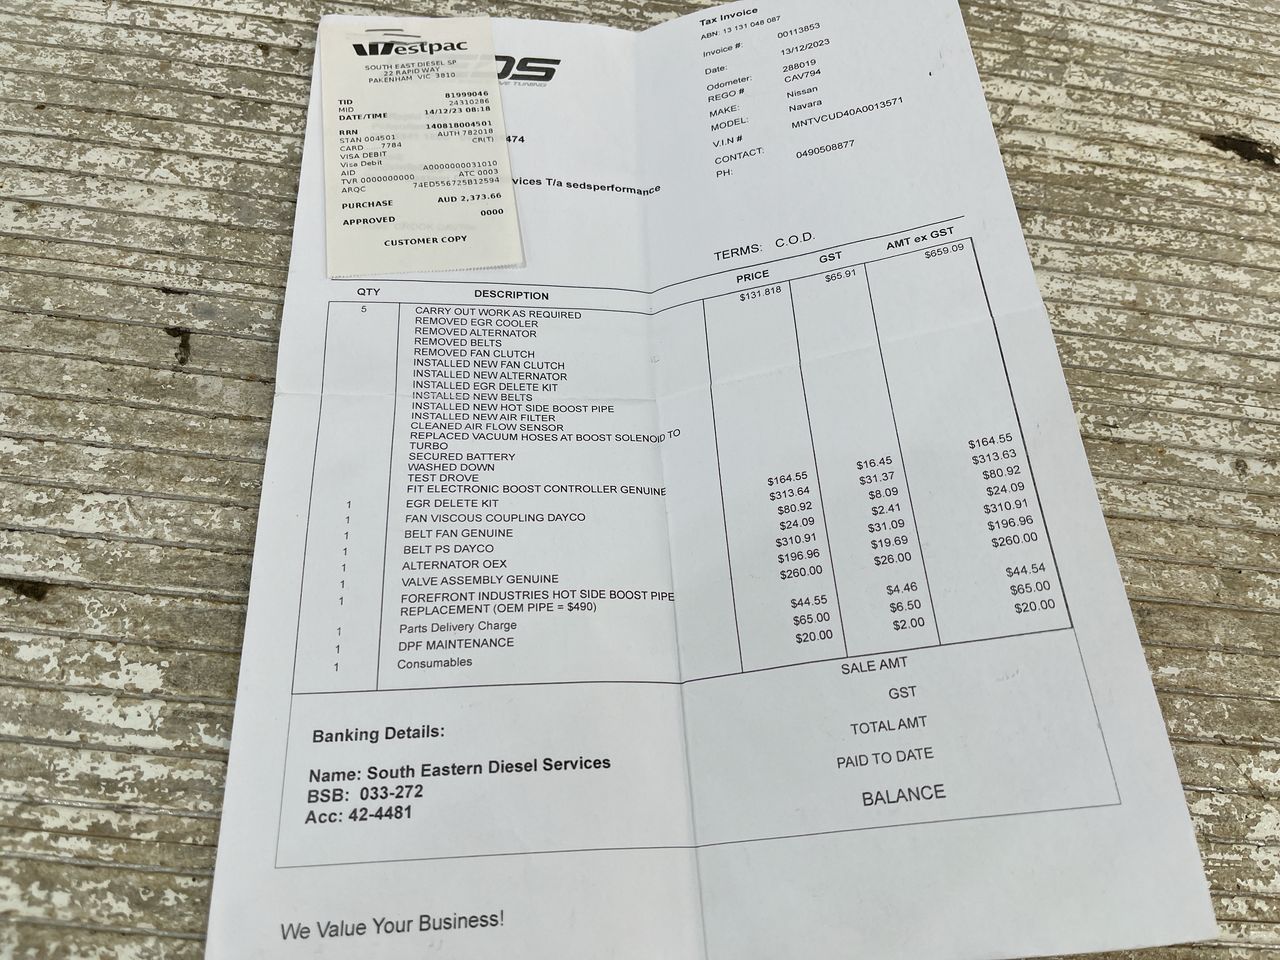 Westpac
SOUTH EAST DIESEL SP
22 RAPID WAY
PAKENHAM VIC 3810
TID 81999046
MID 24310286
DATE/TIME 14/12/23 08:18
RRN 140818004501
STAN 004501 AUTH 782018
CARD.....7784 CR(T)
VISA DEBIT
Visa Debit
AID A0000000031010
TVR 0000000000 ATC 0003
ARQC 74ED556725B12594
PURCHASE AUD 2,373.66
APPROVED 0000
CUSTOMER COPY
DS
TUNING
474
vices T/a sedsperformance
Tax Invoice
ABN: 13 131 048 087
Invoice #: 00113853
Date: 13/12/2023
Odometer: 288019
REGO # CAV794
MAKE: Nissan
MODEL: Navara
V.I.N # MNTVCUD40A0013571
CONTACT:
PH: 0490508877
TERMS: C.O.D.
QTY DESCRIPTION PRICE GST AMT ex GST
5 CARRY OUT WORK AS REQUIRED $131.818 $65.91 $659.09
REMOVED EGR COOLER
REMOVED ALTERNATOR
REMOVED BELTS
REMOVED FAN CLUTCH
INSTALLED NEW FAN CLUTCH
INSTALLED NEW ALTERNATOR
INSTALLED EGR DELETE KIT
INSTALLED NEW BELTS
INSTALLED NEW HOT SIDE BOOST PIPE
INSTALLED NEW AIR FILTER
CLEANED AIR FLOW SENSOR
REPLACED VACUUM HOSES AT BOOST SOLENOID TO
TURBO
SECURED BATTERY
WASHED DOWN
TEST DROVE
FIT ELECTRONIC BOOST CONTROLLER GENUINE
1 EGR DELETE KIT $164.55 $16.45 $164.55
1 FAN VISCOUS COUPLING DAYCO $313.64 $31.37 $313.63
1 BELT FAN GENUINE $80.92 $8.09 $80.92
1 BELT PS DAYCO $24.09 $2.41 $24.09
1 ALTERNATOR OEX $310.91 $31.09 $310.91
1 VALVE ASSEMBLY GENUINE $196.96 $19.69 $196.96
1 FOREFRONT INDUSTRIES HOT SIDE BOOST PIPE $260.00 $26.00 $260.00
REPLACEMENT (OEM PIPE = $490)
1 Parts Delivery Charge $44.55 $4.46 $44.54
1 DPF MAINTENANCE $65.00 $6.50 $65.00
1 Consumables $20.00 $2.00 $20.00
SALE AMT
GST
TOTAL AMT
PAID TO DATE
BALANCE
Banking Details:
Name: South Eastern Diesel Services
BSB: 033-272
Acc: 42-4481
We Value Your Business!